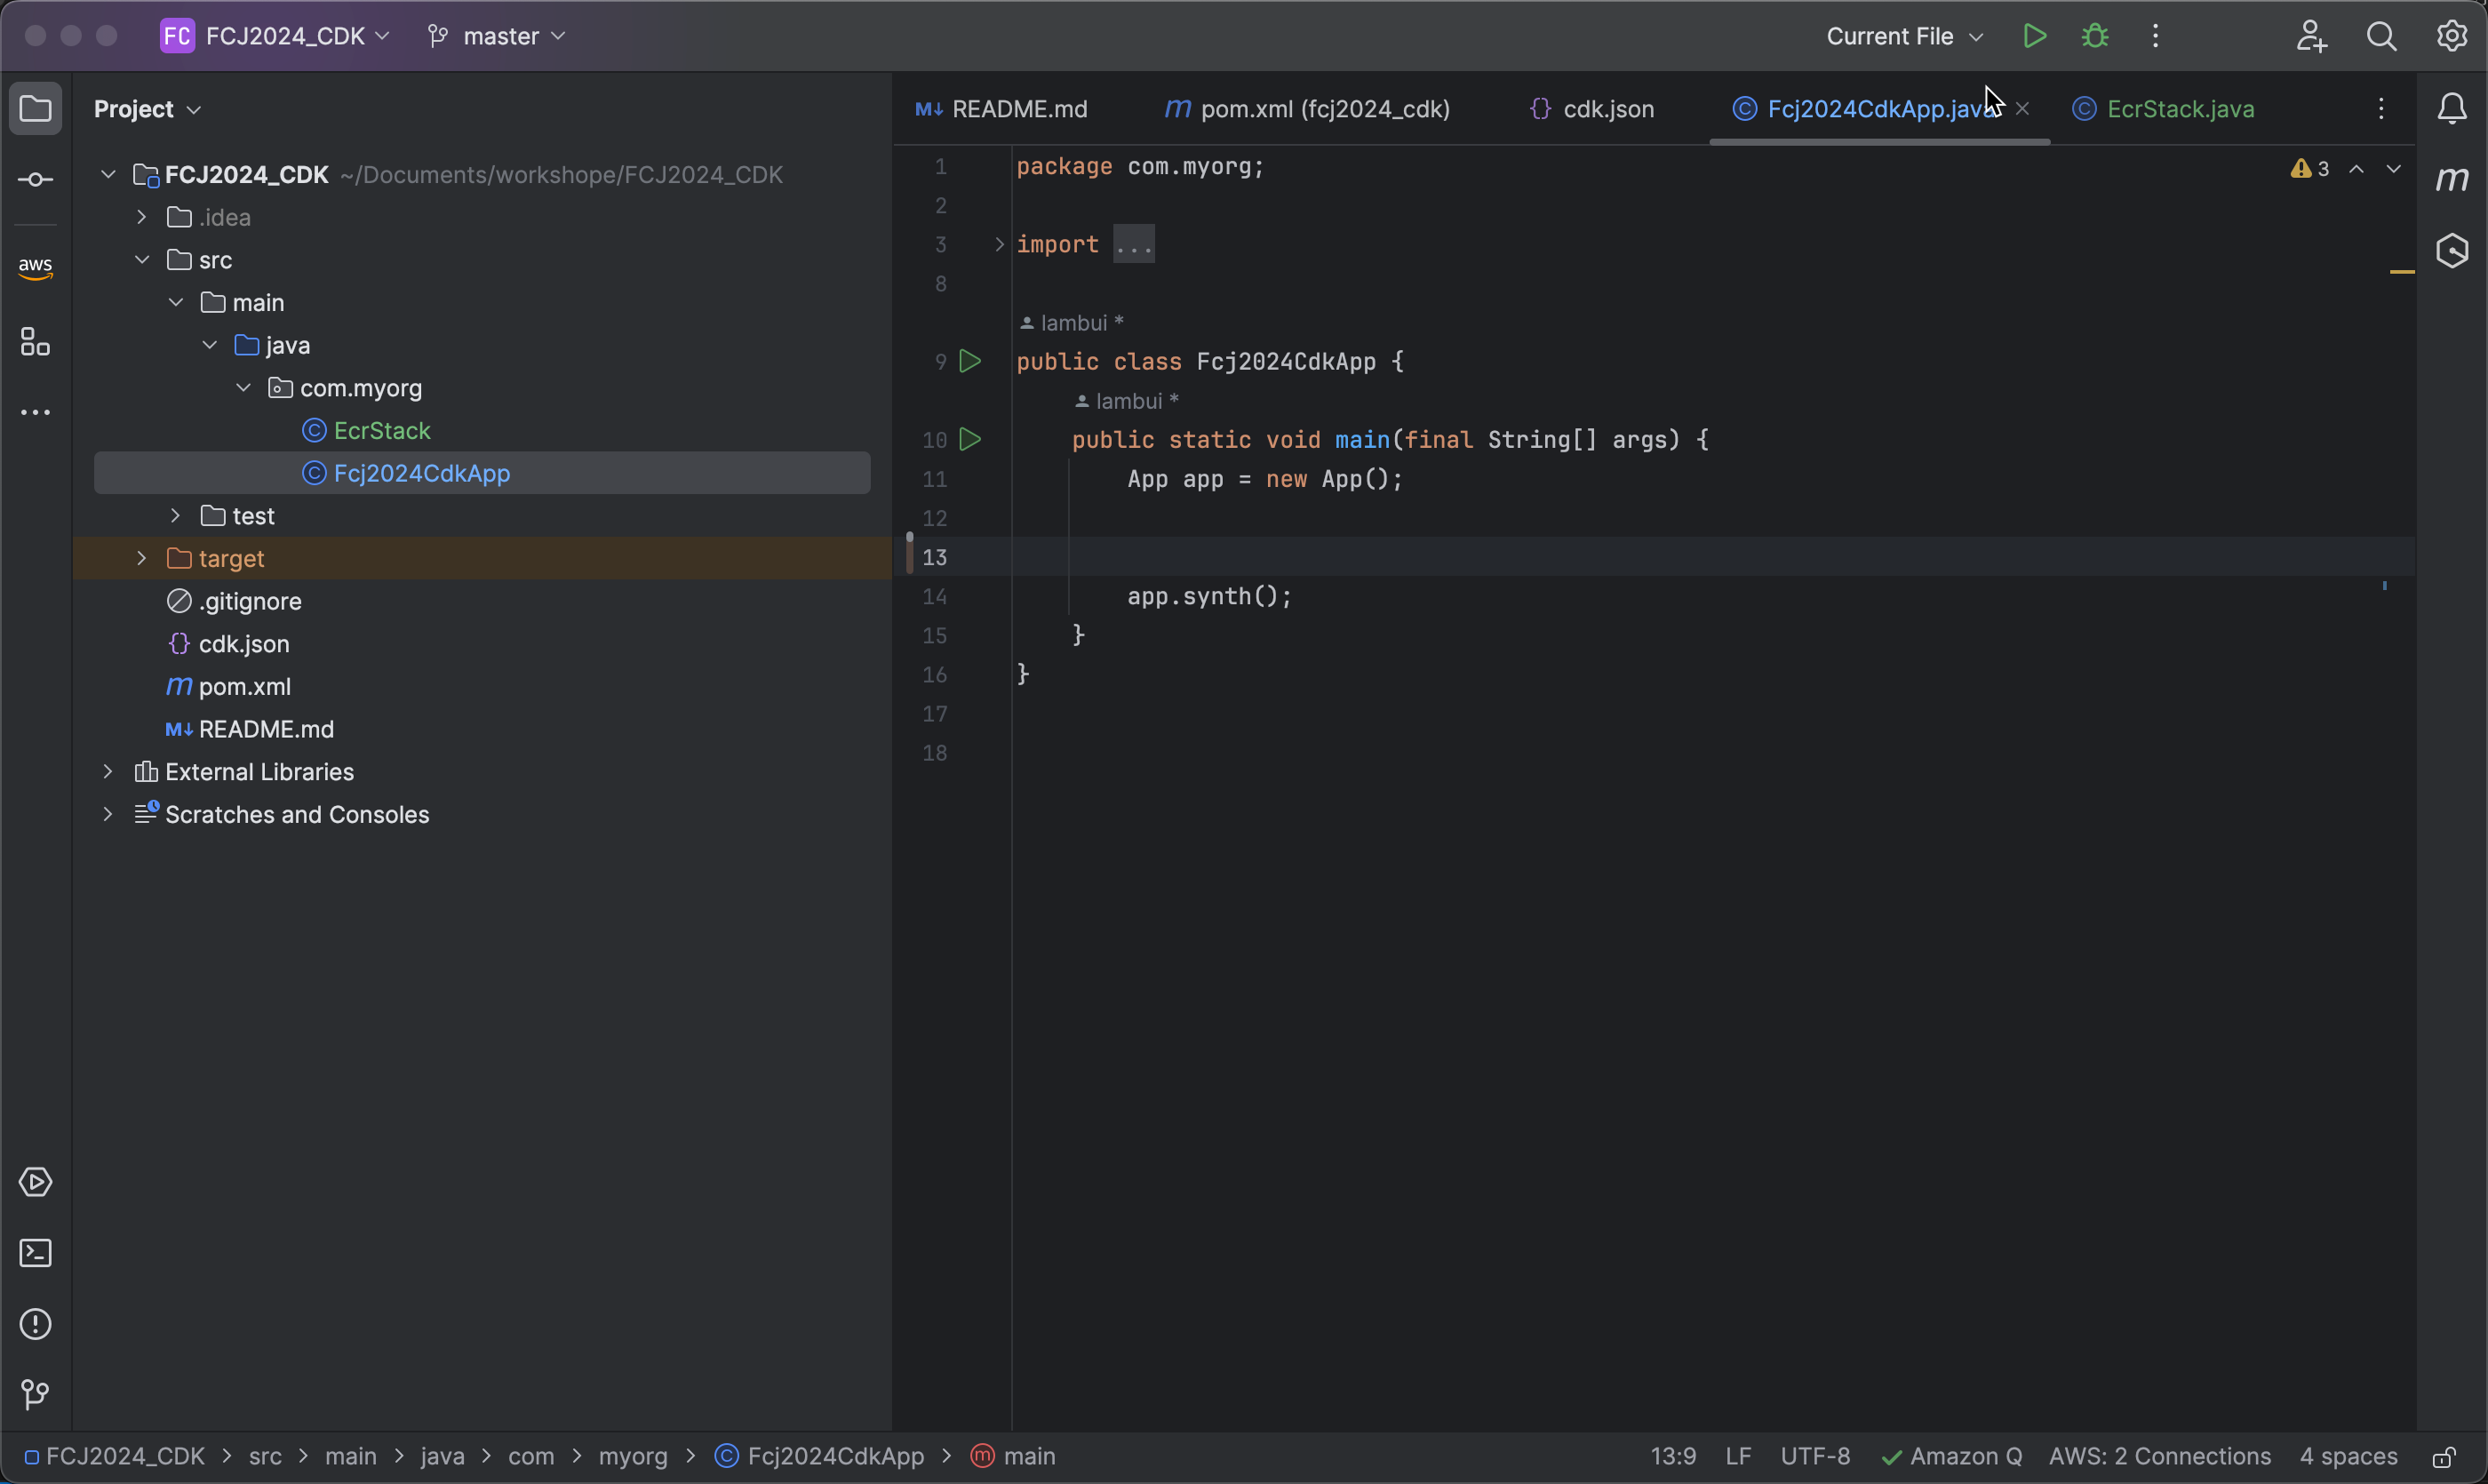 FC FCJ2024_CDK master Current File
Project
README.md pom.xml (fcj2024_cdk) cdk.json Fcj2024CdkApp.java EcrStack.java
FCJ2024_CDK ~/Documents/workshope/FCJ2024_CDK
.idea
src
aws
main
java
com.myorg
EcrStack
Fcj2024CdkApp
test
target
.gitignore
{} cdk.json
m pom.xml
M↓ README.md
External Libraries
Scratches and Consoles
1 package com.myorg;
2
3 import ...
8
lambui *
9 public class Fcj2024CdkApp {
lambui *
10 public static void main(final String[] args) {
11 App app = new App();
12
13
14 app.synth();
15 }
16 }
17
18
3
FCJ2024_CDK > src > main > java > com > myorg > Fcj2024CdkApp > main
13:9 LF UTF-8 Amazon Q AWS: 2 Connections 4 spaces